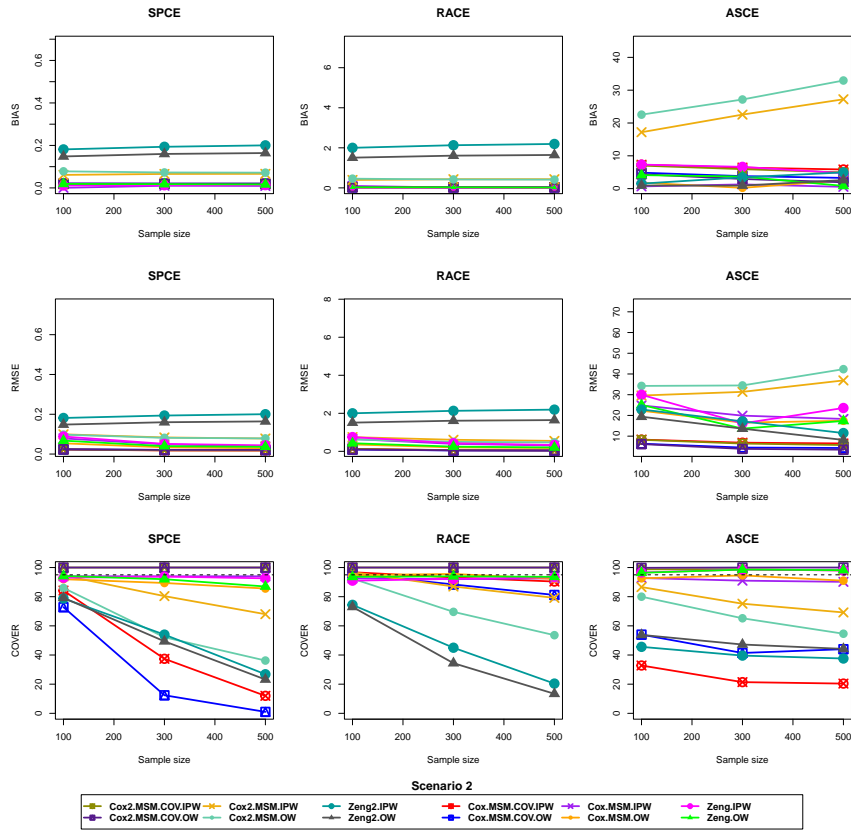 SPCE
RACE
ASCE
BIAS
0.0 0.2 0.4 0.6
100 200 300 400 500
Sample size
BIAS
0 2 4 6
100 200 300 400 500
Sample size
BIAS
0 10 20 30 40
100 200 300 400 500
Sample size
SPCE
RACE
ASCE
RMSE
0.0 0.2 0.4 0.6
100 200 300 400 500
Sample size
RMSE
0 2 4 6 8
100 200 300 400 500
Sample size
RMSE
10 20 30 40 50 60 70
100 200 300 400 500
Sample size
SPCE
RACE
ASCE
COVER
0 20 40 60 80 100
100 200 300 400 500
Sample size
COVER
0 20 40 60 80 100
100 200 300 400 500
Sample size
COVER
0 20 40 60 80 100
100 200 300 400 500
Sample size
Scenario 2
Cox2.MSM.COV.IPW Cox2.MSM.IPW Zeng2.IPW Cox.MSM.COV.IPW Cox.MSM.IPW Zeng.IPW
Cox2.MSM.COV.OW Cox2.MSM.OW Zeng2.OW Cox.MSM.COV.OW Cox.MSM.OW Zeng.OW